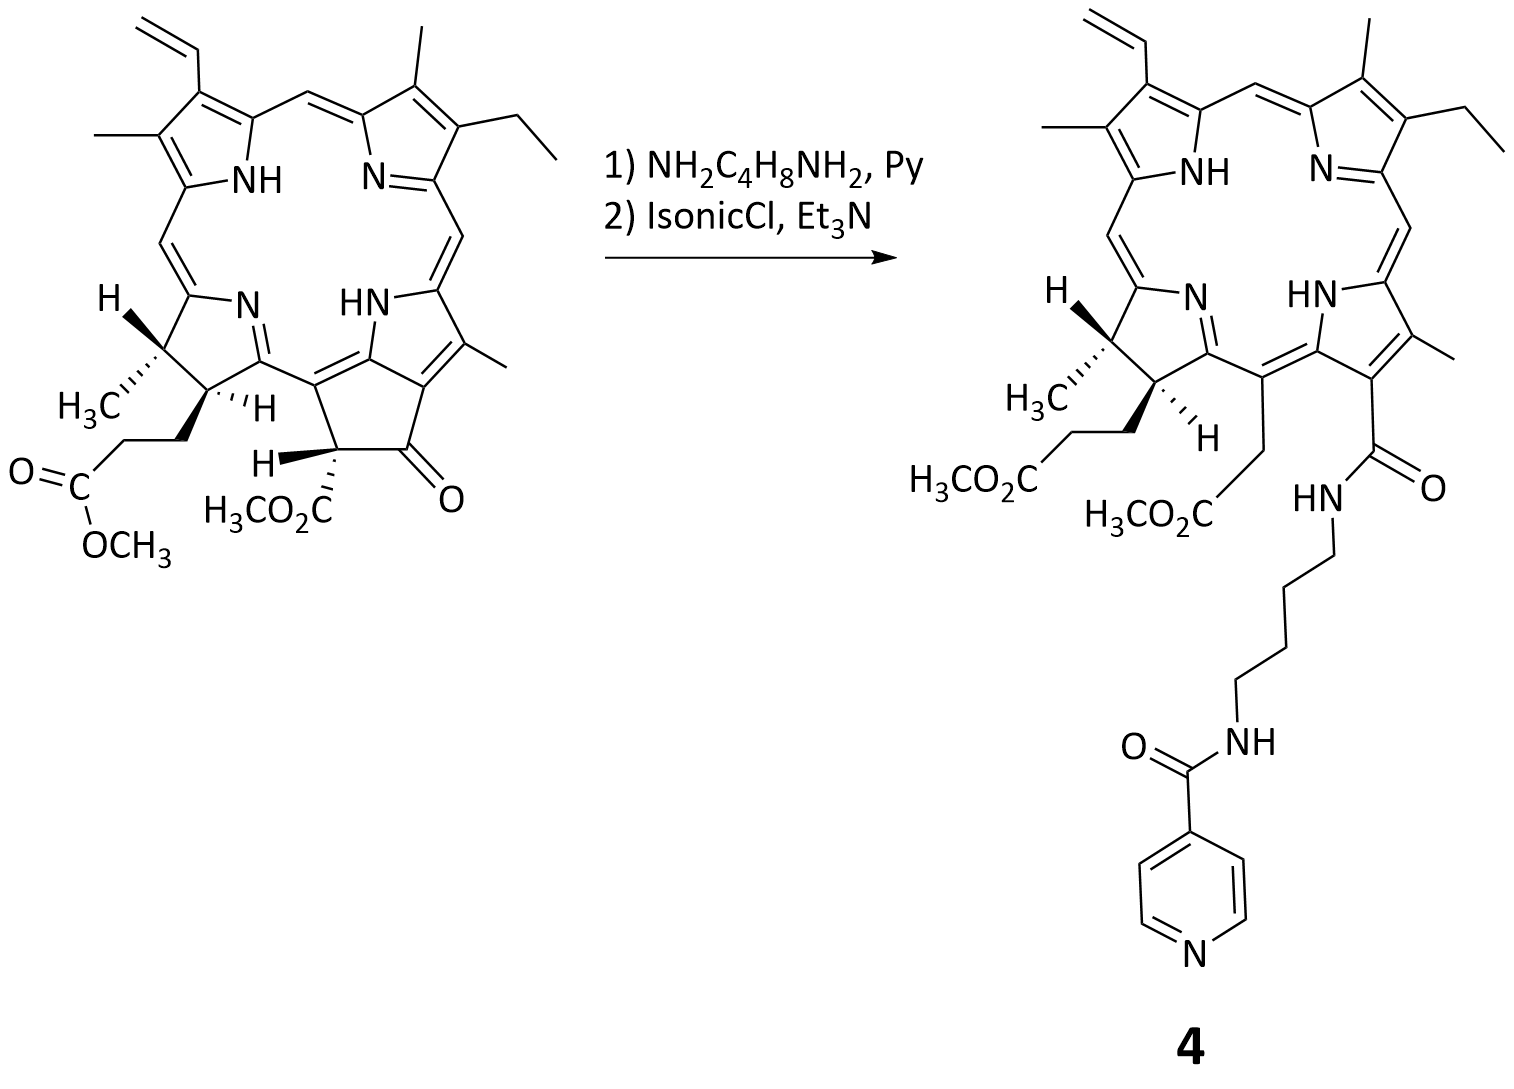 1) NH₂C₄H₈NH₂, Py
2) IsonicCl, Et₃N
NH
N
N
HN
H
H₃C
H
H
O
C
OCH₃
H₃CO₂C
O
NH
N
N
HN
H
H₃C
H
H₃CO₂C
H₃CO₂C
HN
O
O
NH
N
4